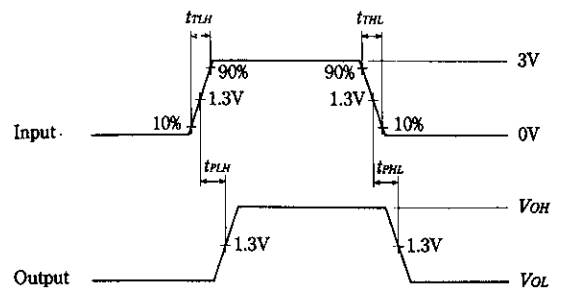 tTLH tTHL
90% 90% 3V
1.3V 1.3V
Input 10% 10% 0V
tPLH tPHL
VOH
1.3V 1.3V
Output VOL